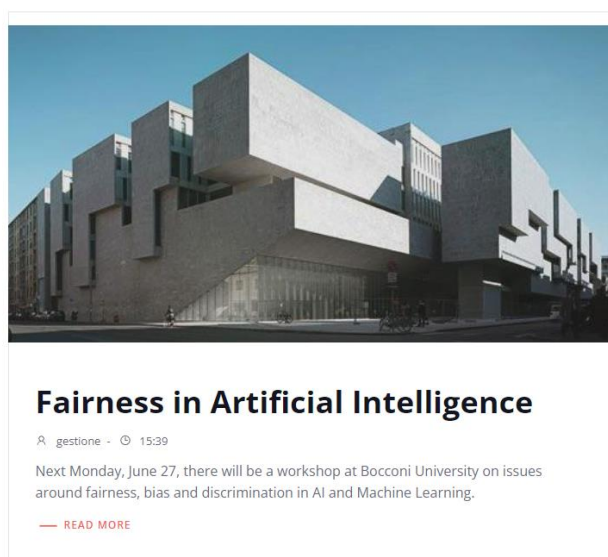 Fairness in Artificial Intelligence
gestione - 15:39
Next Monday, June 27, there will be a workshop at Bocconi University on issues
around fairness, bias and discrimination in AI and Machine Learning.
READ MORE